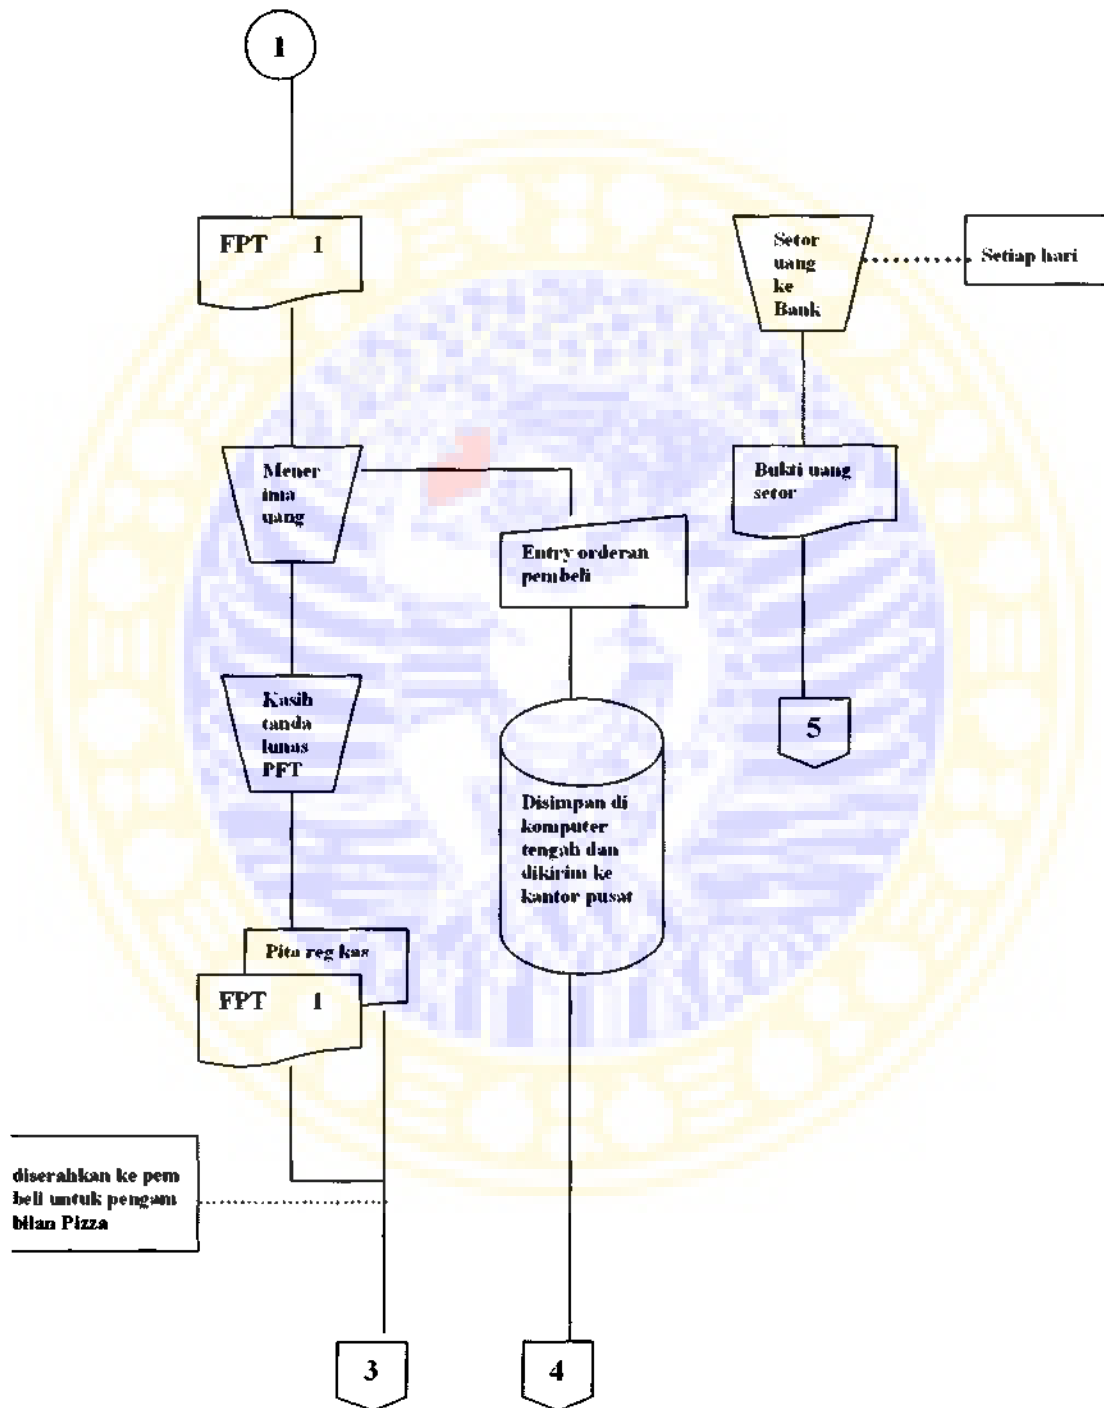 1
FPT 1
Setor
uang
ke
Bank
Setiap hari
Mener
ima
uang
Bukti uang
setor
Entry orderan
pembeli
Kasih
tanda
lunas
PFT
5
Disimpan di
komputer
tengah dan
dikirim ke
kantor pusat
Pita reg kas
FPT 1
diserahkan ke pem
beli untuk pengam
bilan Pizza
3
4